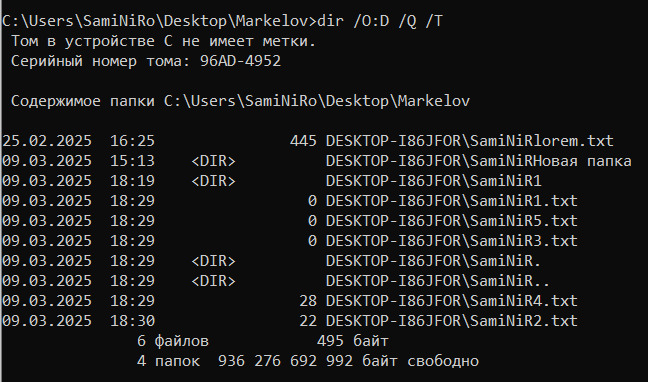 C:\Users\SamiNiRo\Desktop\Markelov>dir /O:D /Q /T
Том в устройстве C не имеет метки.
Серийный номер тома: 96AD-4952
Содержимое папки C:\Users\SamiNiRo\Desktop\Markelov
25.02.2025  16:25               445 DESKTOP-I86JFOR\SamiNiRlorem.txt
09.03.2025  15:13    <DIR>          DESKTOP-I86JFOR\SamiNiRНовая папка
09.03.2025  18:19    <DIR>          DESKTOP-I86JFOR\SamiNiR1
09.03.2025  18:29                 0 DESKTOP-I86JFOR\SamiNiR1.txt
09.03.2025  18:29                 0 DESKTOP-I86JFOR\SamiNiR5.txt
09.03.2025  18:29                 0 DESKTOP-I86JFOR\SamiNiR3.txt
09.03.2025  18:29    <DIR>          DESKTOP-I86JFOR\SamiNiR.
09.03.2025  18:29    <DIR>          DESKTOP-I86JFOR\SamiNiR..
09.03.2025  18:29                28 DESKTOP-I86JFOR\SamiNiR4.txt
09.03.2025  18:30                22 DESKTOP-I86JFOR\SamiNiR2.txt
6 файлов            495 байт
4 папок  936 276 692 992 байт свободно